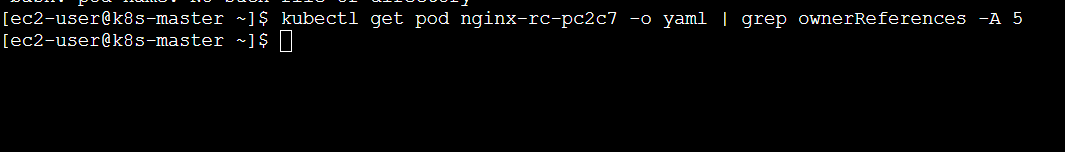 [ec2-user@k8s-master ~]$ kubectl get pod nginx-rc-pc2c7 -o yaml | grep ownerReferences -A 5
[ec2-user@k8s-master ~]$